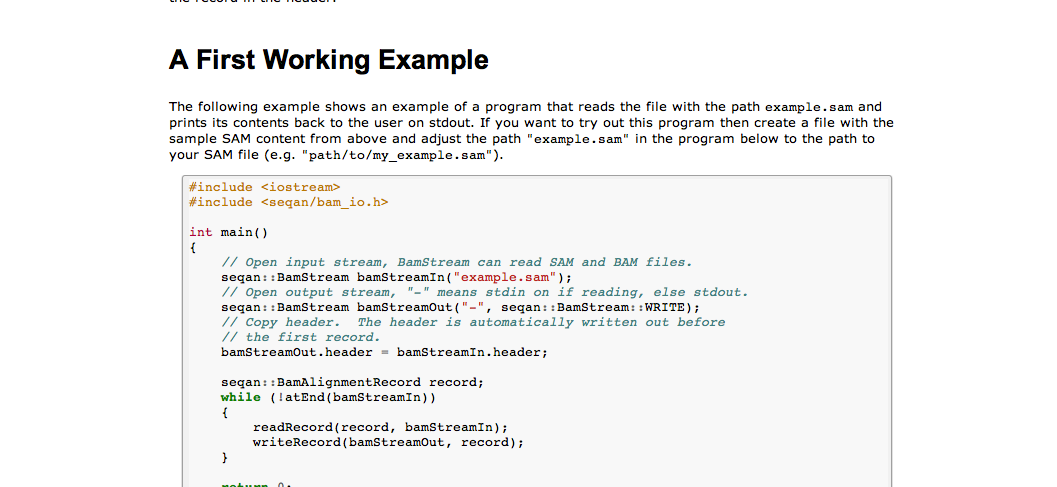 A First Working Example
The following example shows an example of a program that reads the file with the path example.sam and
prints its contents back to the user on stdout. If you want to try out this program then create a file with the
sample SAM content from above and adjust the path "example.sam" in the program below to the path to
your SAM file (e.g. "path/to/my_example.sam").
#include <iostream>
#include <seqan/bam_io.h>
int main()
{
// Open input stream, BamStream can read SAM and BAM files.
seqan::BamStream bamStreamIn("example.sam");
// Open output stream, "-" means stdin on if reading, else stdout.
seqan::BamStream bamStreamOut("-", seqan::BamStream::WRITE);
// Copy header.  The header is automatically written out before
// the first record.
bamStreamOut.header = bamStreamIn.header;
seqan::BamAlignmentRecord record;
while (!atEnd(bamStreamIn))
{
readRecord(record, bamStreamIn);
writeRecord(bamStreamOut, record);
}